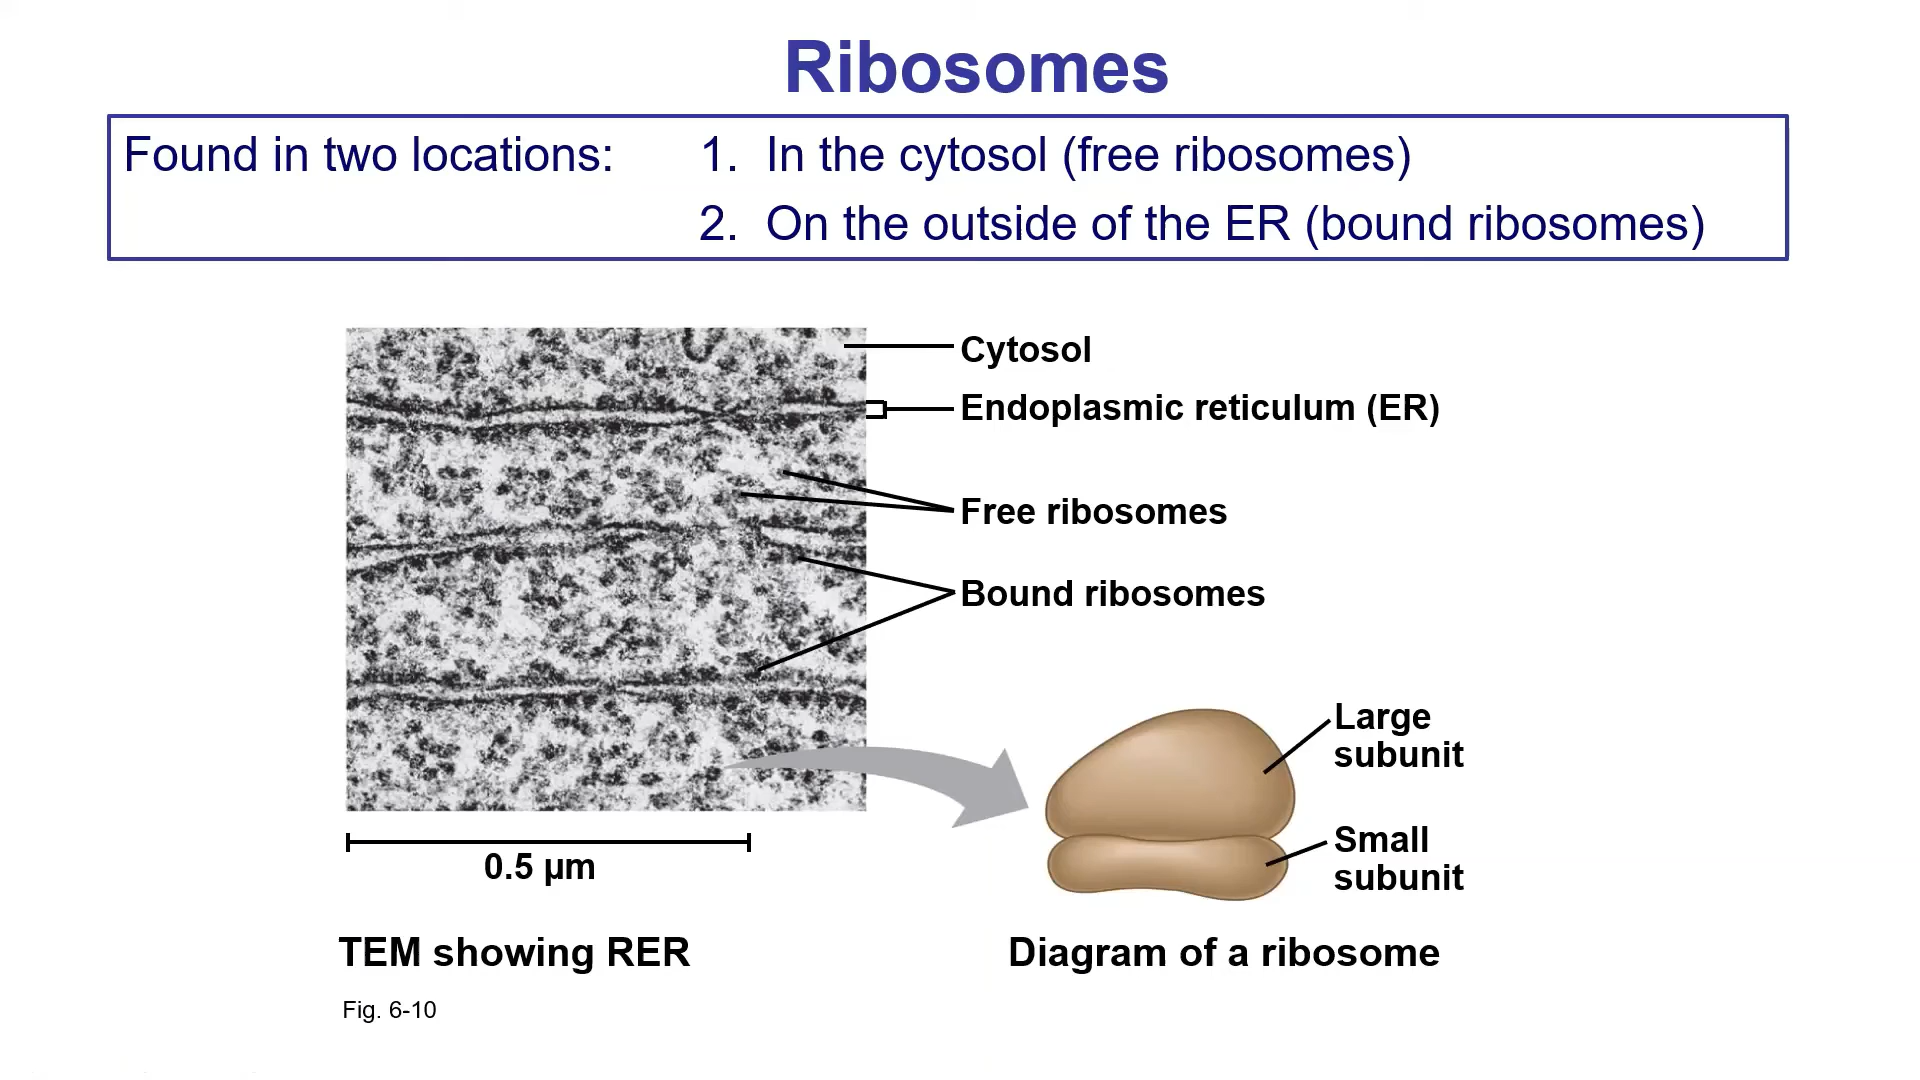 Ribosomes
Found in two locations: 1. In the cytosol (free ribosomes)
2. On the outside of the ER (bound ribosomes)
Cytosol
Endoplasmic reticulum (ER)
Free ribosomes
Bound ribosomes
Large
subunit
Small
subunit
0.5 µm
TEM showing RER
Diagram of a ribosome
Fig. 6-10